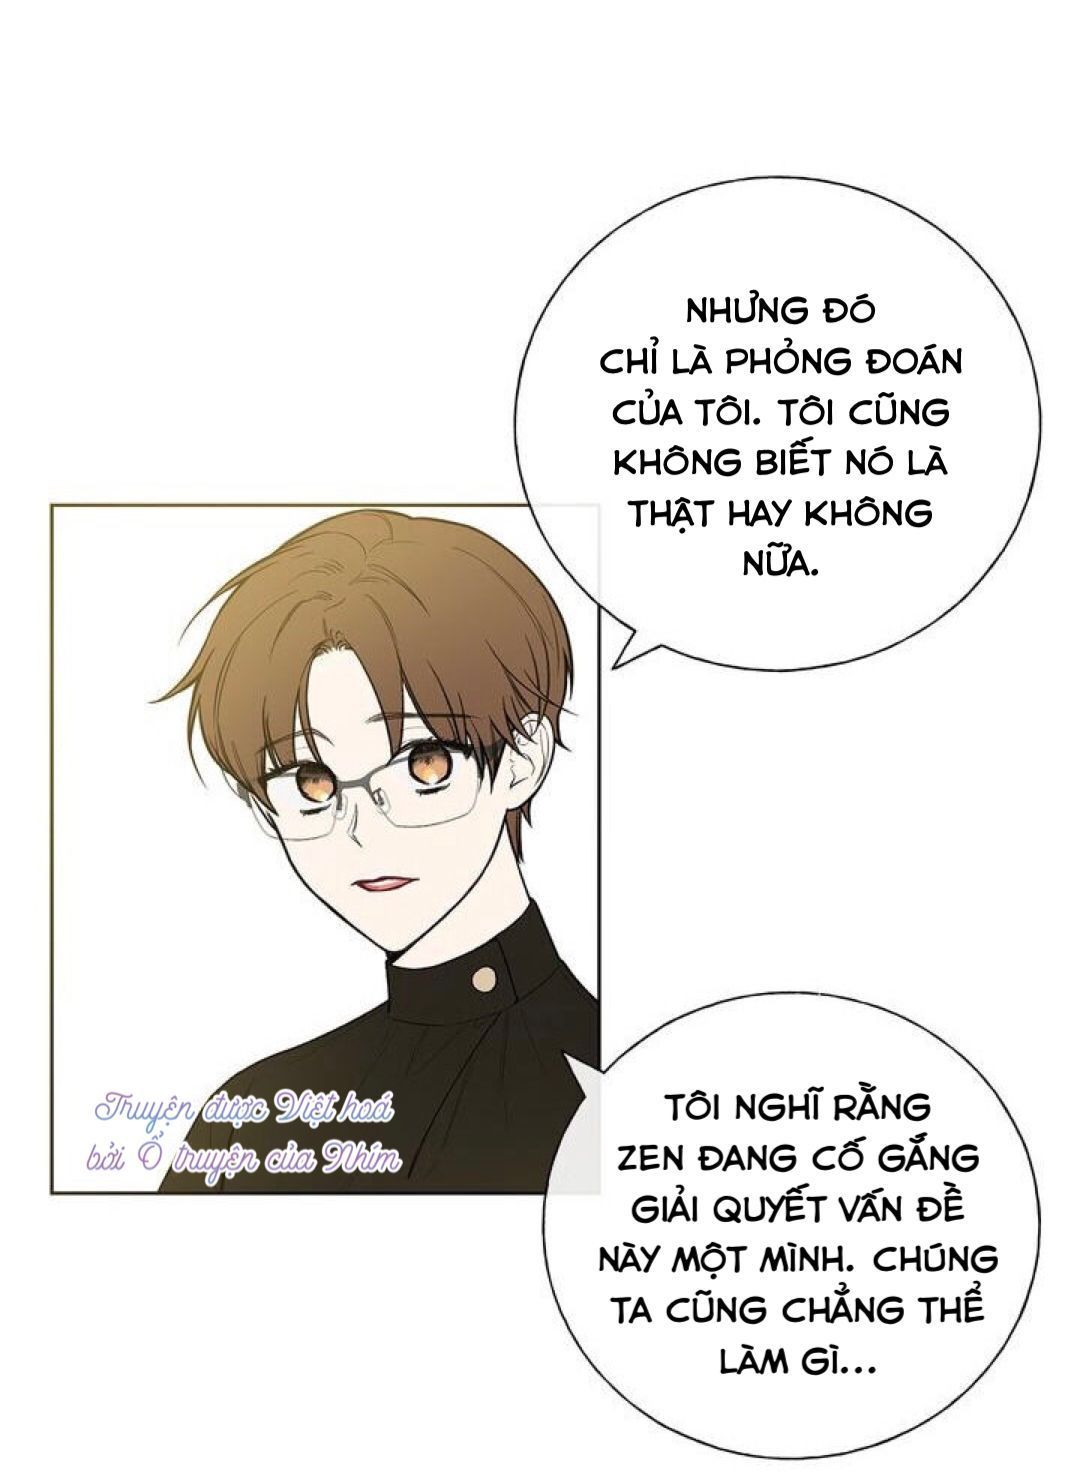 NHƯNG ĐÓ
CHỈ LÀ PHỎNG ĐOÁN
CỦA TÔI. TÔI CŨNG
KHÔNG BIẾT NÓ LÀ
THẬT HAY KHÔNG
NỮA.
Truyện được Việt hoá
bởi Ổ truyện của Nhím
TÔI NGHĨ RẰNG
ZEN ĐANG CỐ GẮNG
GIẢI QUYẾT VẤN ĐỀ
NÀY MỘT MÌNH. CHÚNG
TA CŨNG CHẲNG THỂ
LÀM GÌ...